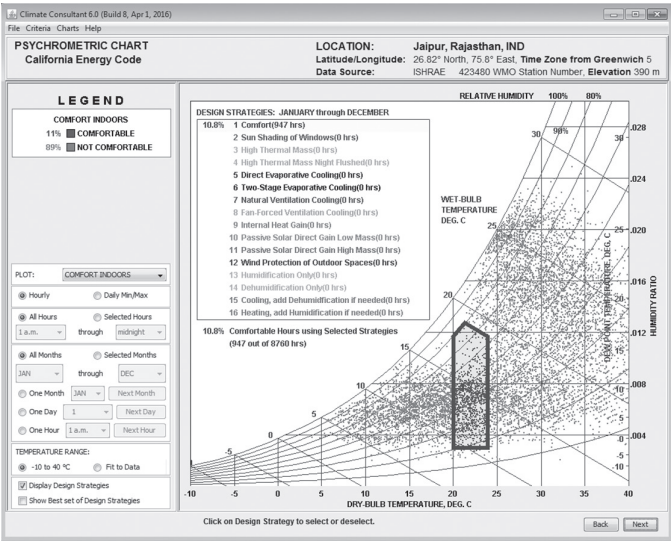 Climate Consultant 6.0 (Build 8, Apr 1, 2016)
File Criteria Charts Help
PSYCHROMETRIC CHART
California Energy Code
LOCATION: Jaipur, Rajasthan, IND
Latitude/Longitude: 26.82° North, 75.8° East, Time Zone from Greenwich 5
Data Source: ISHRAE 423480 WMO Station Number, Elevation 390 m
LEGEND
COMFORT INDOORS
11% COMFORTABLE
89% NOT COMFORTABLE
PLOT: COMFORT INDOORS
Hourly Daily Min/Max
All Hours Selected Hours
1 a.m. through midnight
All Months Selected Months
JAN through DEC
One Month JAN Next Month
One Day 1 Next Day
One Hour 1 a.m. Next Hour
TEMPERATURE RANGE:
-10 to 40 °C Fit to Data
Display Design Strategies
Show Best set of Design Strategies
RELATIVE HUMIDITY 100% 80%
DESIGN STRATEGIES: JANUARY through DECEMBER
10.8% 1 Comfort(947 hrs)
2 Sun Shading of Windows(0 hrs)
3 High Thermal Mass(0 hrs)
4 High Thermal Mass Night Flushed(0 hrs)
5 Direct Evaporative Cooling(0 hrs)
6 Two-Stage Evaporative Cooling(0 hrs)
7 Natural Ventilation Cooling(0 hrs)
8 Fan-Forced Ventilation Cooling(0 hrs)
9 Internal Heat Gain(0 hrs)
10 Passive Solar Direct Gain Low Mass(0 hrs)
11 Passive Solar Direct Gain High Mass(0 hrs)
12 Wind Protection of Outdoor Spaces(0 hrs)
13 Humidification Only(0 hrs)
14 Dehumidification Only(0 hrs)
15 Cooling, add Dehumidification if needed(0 hrs)
16 Heating, add Humidification if needed(0 hrs)
10.8% Comfortable Hours using Selected Strategies
(947 out of 8760 hrs)
WET-BULB
TEMPERATURE
DEG. C
-10
-5
0
5
10
15
20
25
30
.028
.024
.020
.016
.012
.008
.004
HUMIDITY RATIO
DEW POINT TEMPERATURE, DEG. C
30
25
20
15
10
5
0
-5
-10
-10 -5 0 5 10 15 20 25 30 35 40
DRY-BULB TEMPERATURE, DEG. C
Click on Design Strategy to select or deselect.
Back Next